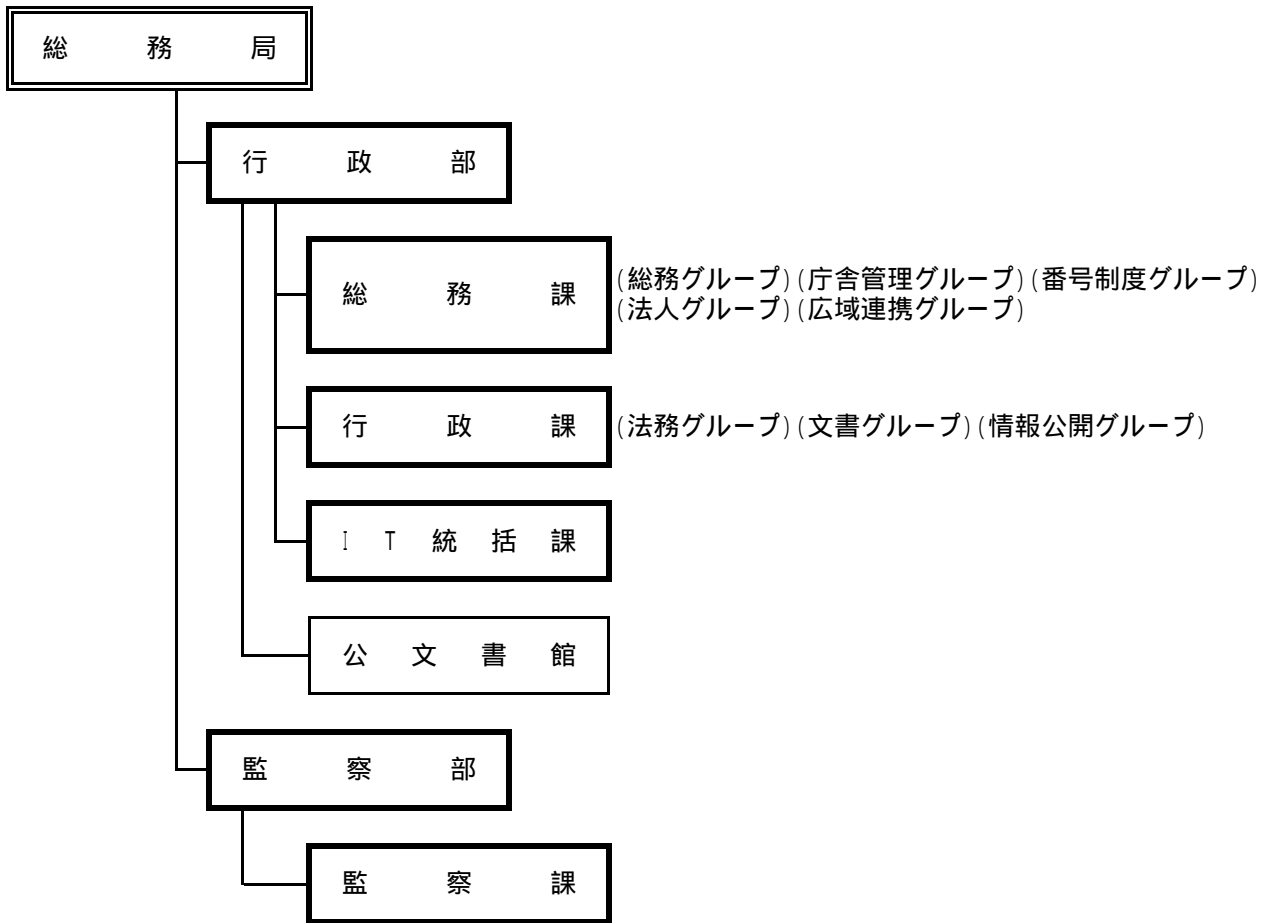 総務局
行政部
総務課
(総務グループ)(庁舎管理グループ)(番号制度グループ)
(法人グループ)(広域連携グループ)
行政課
(法務グループ)(文書グループ)(情報公開グループ)
IT統括課
公文書館
監察部
監察課